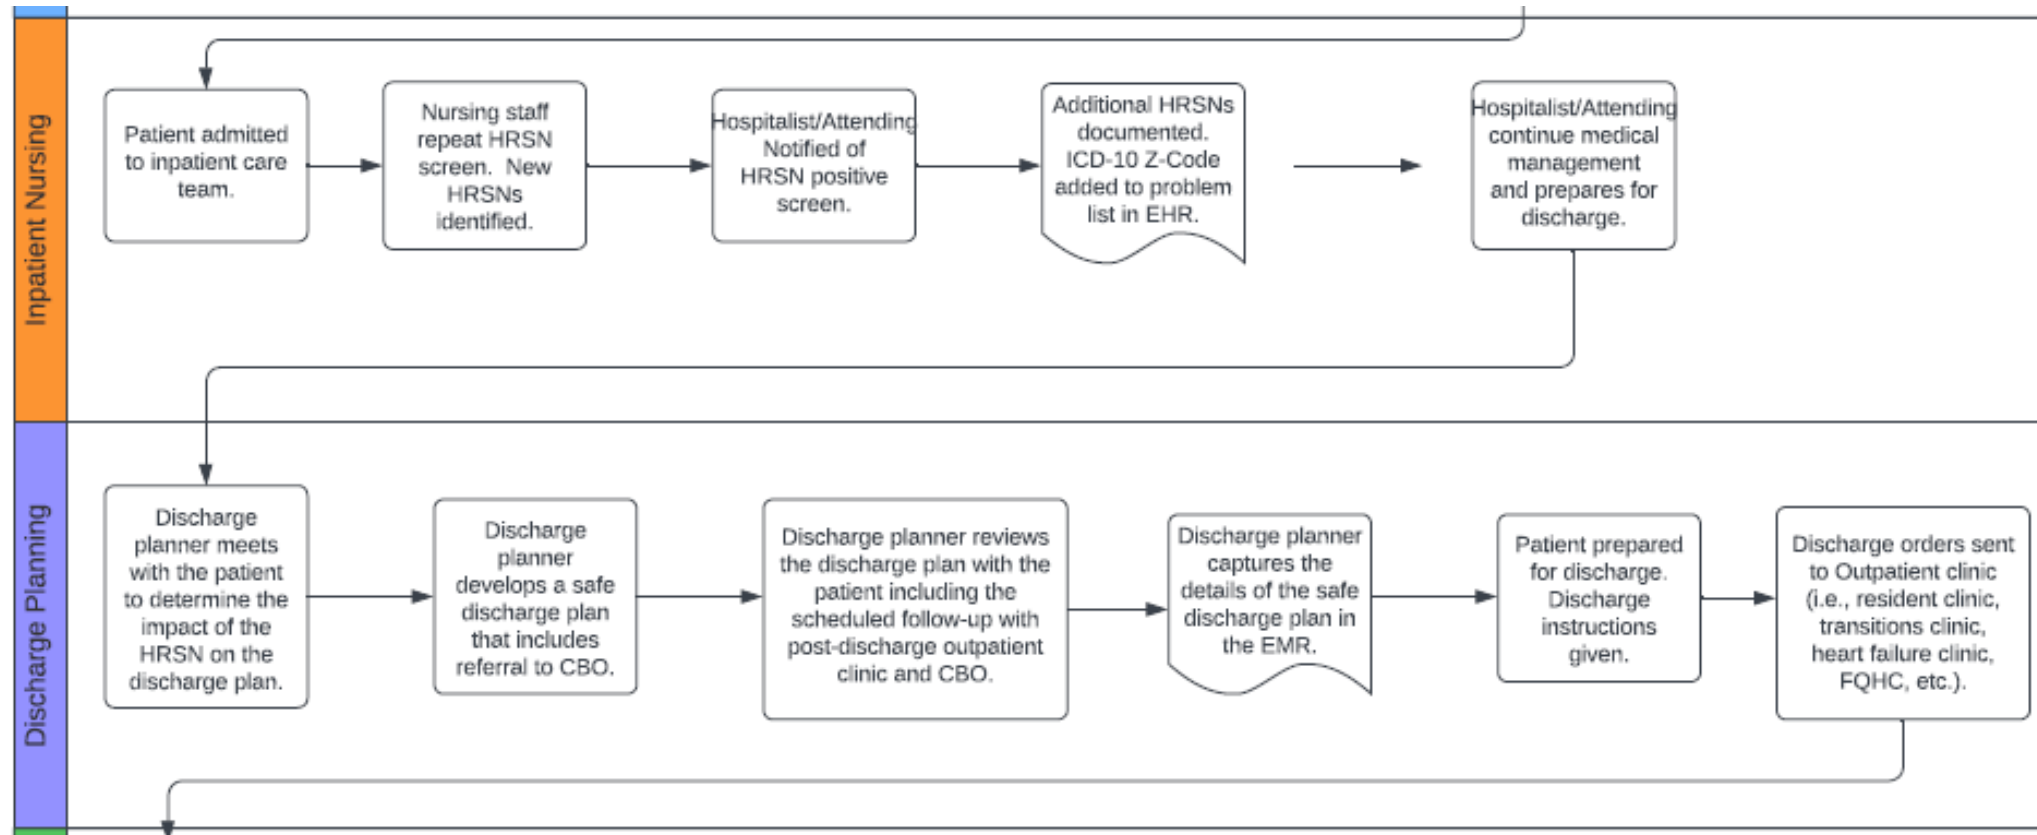 Inpatient Nursing
Patient admitted
to inpatient care
team.
Nursing staff
repeat HRSN
screen.  New
HRSNs
identified.
Hospitalist/Attending
Notified of
HRSN positive
screen.
Additional HRSNs
documented.
ICD-10 Z-Code
added to problem
list in EHR.
Hospitalist/Attending
continue medical
management
and prepares for
discharge.
Discharge Planning
Discharge
planner meets
with the patient
to determine the
impact of the
HRSN on the
discharge plan.
Discharge
planner
develops a safe
discharge plan
that includes
referral to CBO.
Discharge planner reviews
the discharge plan with the
patient including the
scheduled follow-up with
post-discharge outpatient
clinic and CBO.
Discharge planner
captures the
details of the safe
discharge plan in
the EMR.
Patient prepared
for discharge.
Discharge
instructions
given.
Discharge orders sent
to Outpatient clinic
(i.e., resident clinic,
transitions clinic,
heart failure clinic,
FQHC, etc.).